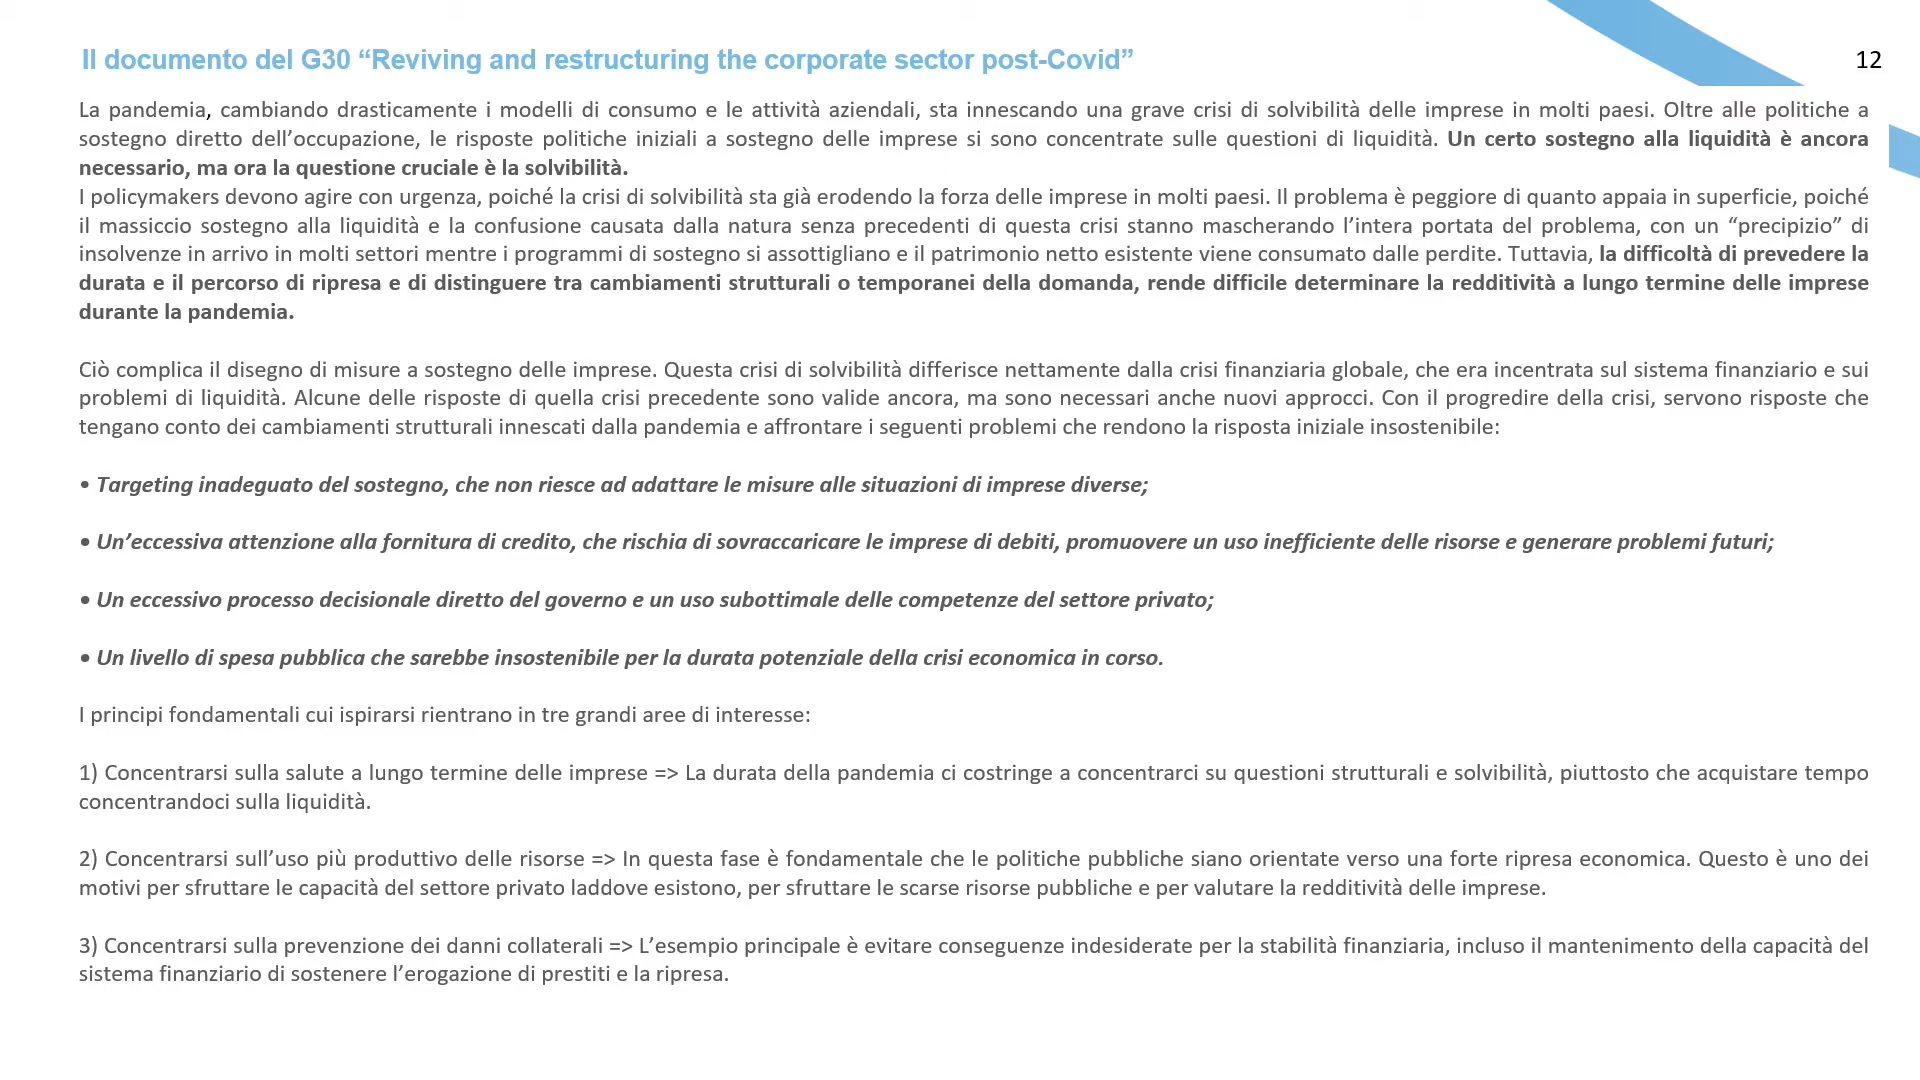 Il documento del G30 “Reviving and restructuring the corporate sector post-Covid”
12
La pandemia, cambiando drasticamente i modelli di consumo e le attività aziendali, sta innescando una grave crisi di solvibilità delle imprese in molti paesi. Oltre alle politiche a
sostegno diretto dell’occupazione, le risposte politiche iniziali a sostegno delle imprese si sono concentrate sulle questioni di liquidità. Un certo sostegno alla liquidità è ancora
necessario, ma ora la questione cruciale è la solvibilità.
I policymakers devono agire con urgenza, poiché la crisi di solvibilità sta già erodendo la forza delle imprese in molti paesi. Il problema è peggiore di quanto appaia in superficie, poiché
il massiccio sostegno alla liquidità e la confusione causata dalla natura senza precedenti di questa crisi stanno mascherando l’intera portata del problema, con un “precipizio” di
insolvenze in arrivo in molti settori mentre i programmi di sostegno si assottigliano e il patrimonio netto esistente viene consumato dalle perdite. Tuttavia, la difficoltà di prevedere la
durata e il percorso di ripresa e di distinguere tra cambiamenti strutturali o temporanei della domanda, rende difficile determinare la redditività a lungo termine delle imprese
durante la pandemia.
Ciò complica il disegno di misure a sostegno delle imprese. Questa crisi di solvibilità differisce nettamente dalla crisi finanziaria globale, che era incentrata sul sistema finanziario e sui
problemi di liquidità. Alcune delle risposte di quella crisi precedente sono valide ancora, ma sono necessari anche nuovi approcci. Con il progredire della crisi, servono risposte che
tengano conto dei cambiamenti strutturali innescati dalla pandemia e affrontare i seguenti problemi che rendono la risposta iniziale insostenibile:
• Targeting inadeguato del sostegno, che non riesce ad adattare le misure alle situazioni di imprese diverse;
• Un’eccessiva attenzione alla fornitura di credito, che rischia di sovraccaricare le imprese di debiti, promuovere un uso inefficiente delle risorse e generare problemi futuri;
• Un eccessivo processo decisionale diretto del governo e un uso subottimale delle competenze del settore privato;
• Un livello di spesa pubblica che sarebbe insostenibile per la durata potenziale della crisi economica in corso.
I principi fondamentali cui ispirarsi rientrano in tre grandi aree di interesse:
1) Concentrarsi sulla salute a lungo termine delle imprese => La durata della pandemia ci costringe a concentrarci su questioni strutturali e solvibilità, piuttosto che acquistare tempo
concentrandoci sulla liquidità.
2) Concentrarsi sull’uso più produttivo delle risorse => In questa fase è fondamentale che le politiche pubbliche siano orientate verso una forte ripresa economica. Questo è uno dei
motivi per sfruttare le capacità del settore privato laddove esistono, per sfruttare le scarse risorse pubbliche e per valutare la redditività delle imprese.
3) Concentrarsi sulla prevenzione dei danni collaterali => L’esempio principale è evitare conseguenze indesiderate per la stabilità finanziaria, incluso il mantenimento della capacità del
sistema finanziario di sostenere l’erogazione di prestiti e la ripresa.